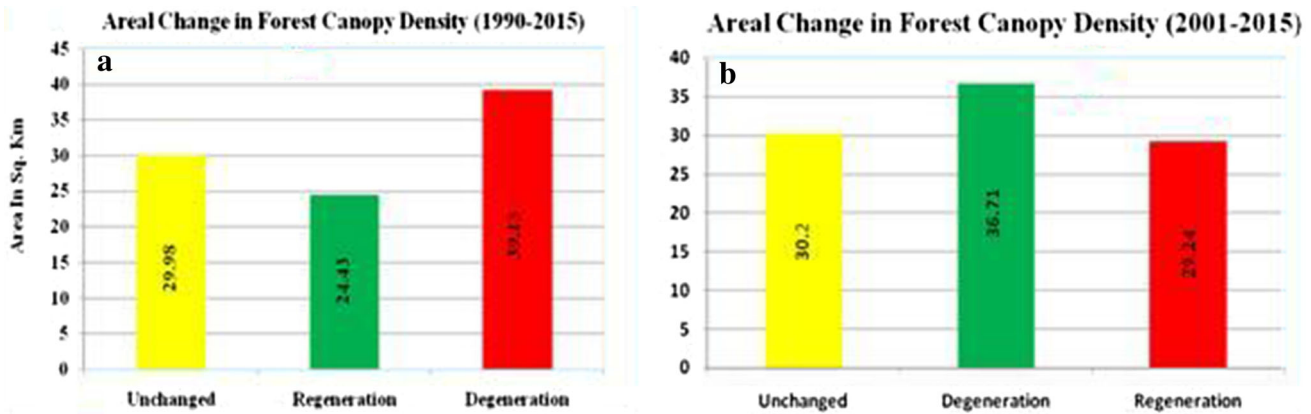 Areal Change in Forest Canopy Density (1990-2015)
a
Area In Sq. Km
45
40
35
30
25
20
15
10
5
0
29.98
24.43
Unchanged
Regeneration
Degeneration
Areal Change in Forest Canopy Density (2001-2015)
b
40
35
30
25
20
15
10
5
0
30.2
36.71
29.24
Unchanged
Degeneration
Regeneration